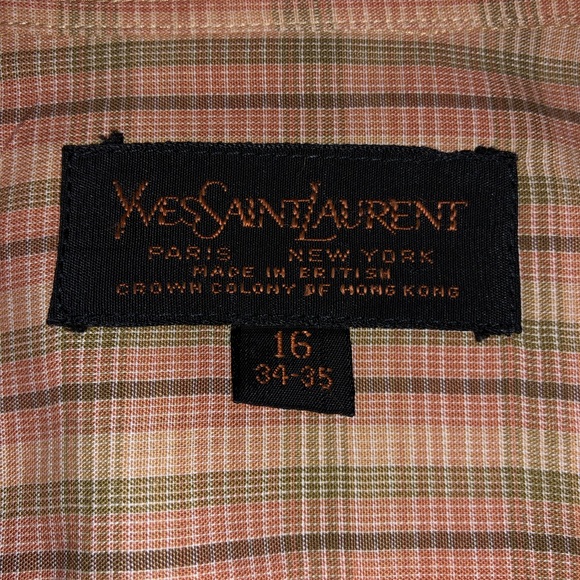 YVESSAINTLAURENT
PARIS NEW YORK
MADE IN BRITISH
CROWN COLONY OF HONG KONG
16
34-35